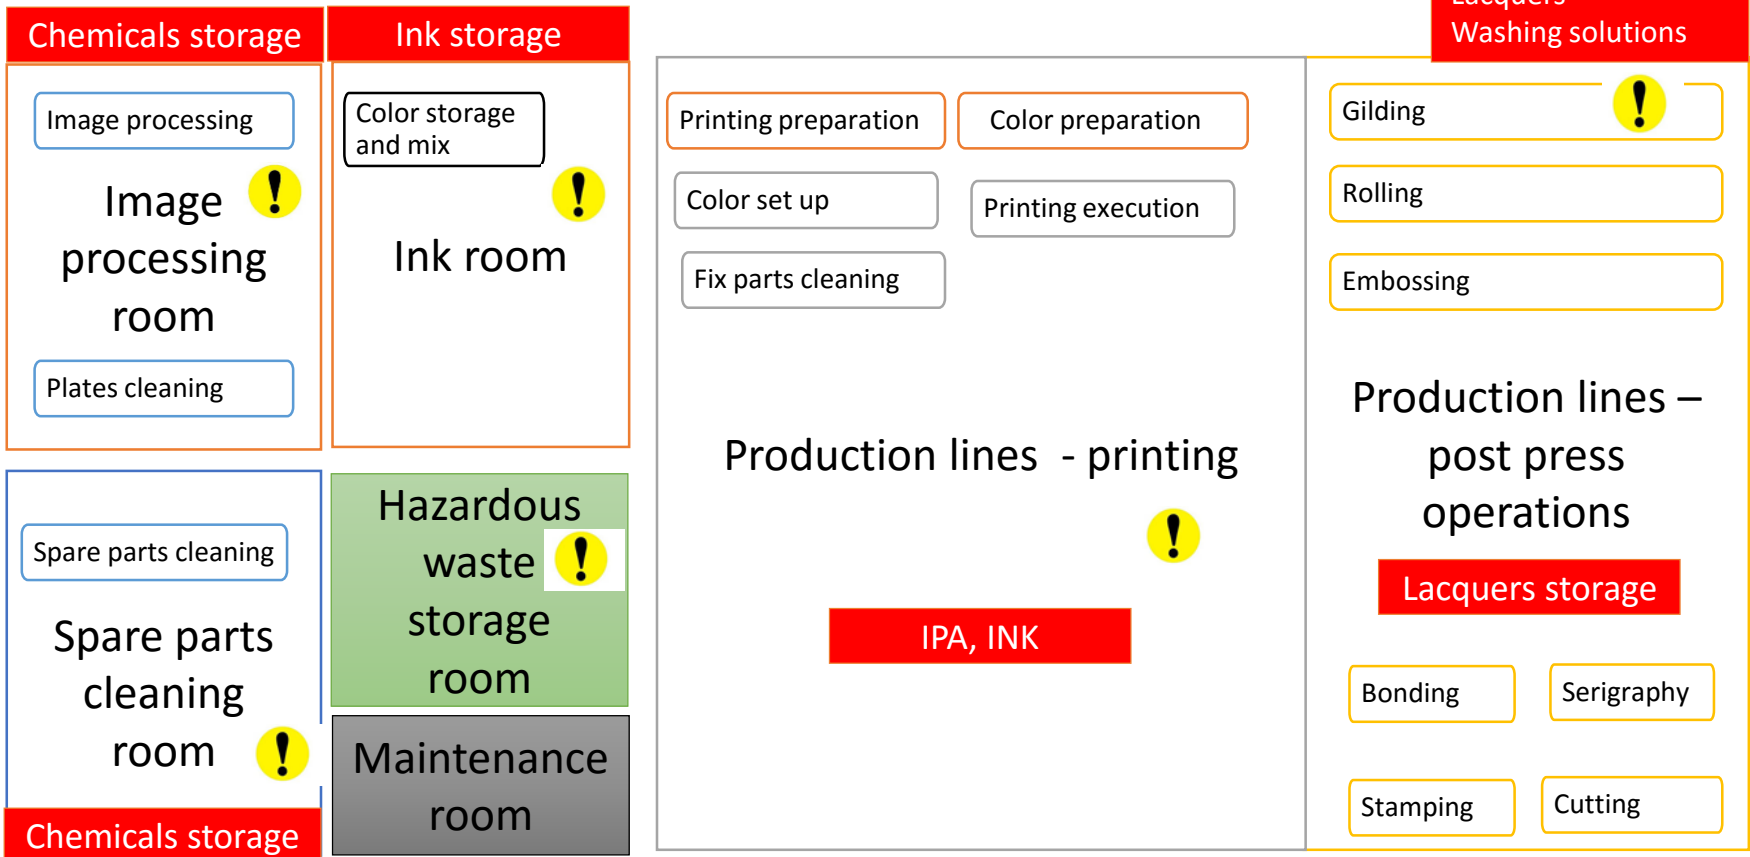 Chemicals storage
Ink storage
Lacquers
Washing solutions
Image processing
Image
processing
room
Plates cleaning
Color storage
and mix
Ink room
Printing preparation
Color preparation
Color set up
Printing execution
Fix parts cleaning
Production lines - printing
IPA, INK
Gilding
Rolling
Embossing
Production lines –
post press
operations
Lacquers storage
Bonding
Serigraphy
Stamping
Cutting
Spare parts cleaning
Spare parts
cleaning
room
Chemicals storage
Hazardous
waste
storage
room
Maintenance
room